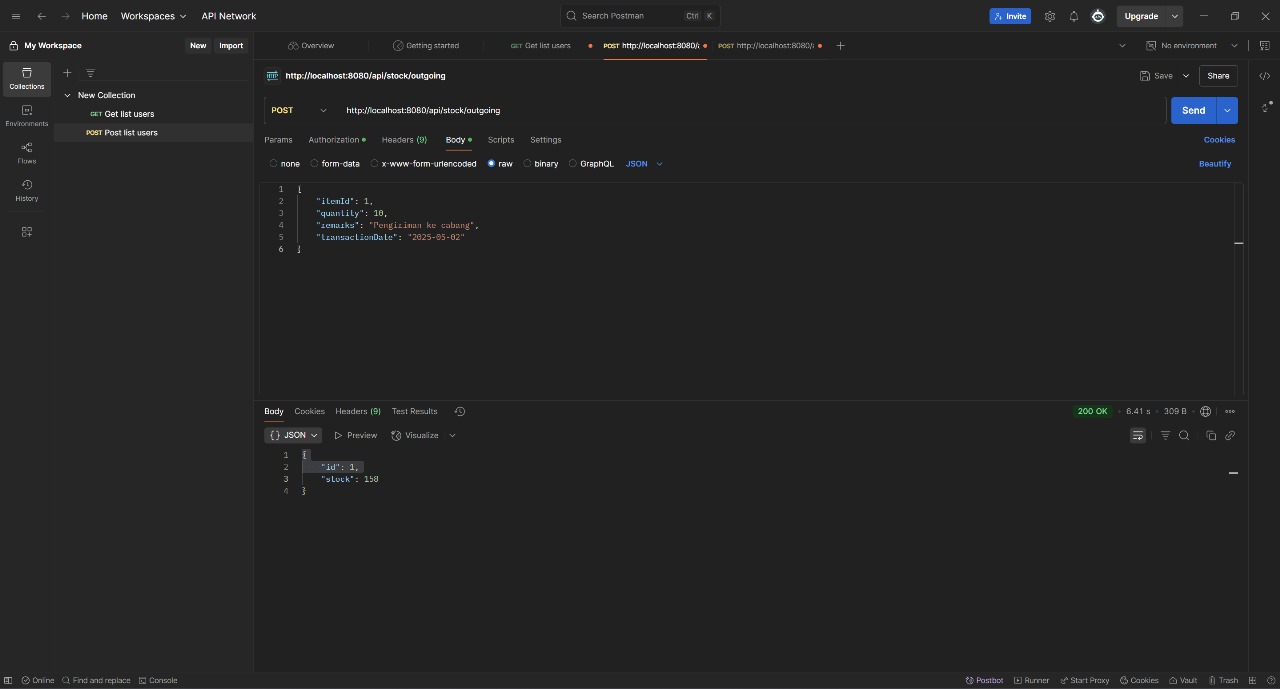 Home Workspaces API Network
Search Postman Ctrl K
Invite Upgrade
My Workspace New Import
Overview Getting started GET Get list users POST http://localhost:8080/a POST http://localhost:8080/a No environment
Collections
Environments
Flows
History
New Collection
GET Get list users
POST Post list users
HTTP http://localhost:8080/api/stock/outgoing Save Share
POST http://localhost:8080/api/stock/outgoing Send
Params Authorization Headers (9) Body Scripts Settings Cookies
none form-data x-www-form-urlencoded raw binary GraphQL JSON Beautify
1 {
2 "itemId": 1,
3 "quantity": 10,
4 "remarks": "Pengiriman ke cabang",
5 "transactionDate": "2025-05-02"
6 }
Body Cookies Headers (9) Test Results 200 OK 6.41 s 309 B
{} JSON Preview Visualize
1 {
2 "id": 1,
3 "stock": 150
4 }
Online Find and replace Console Postbot Runner Start Proxy Cookies Vault Trash